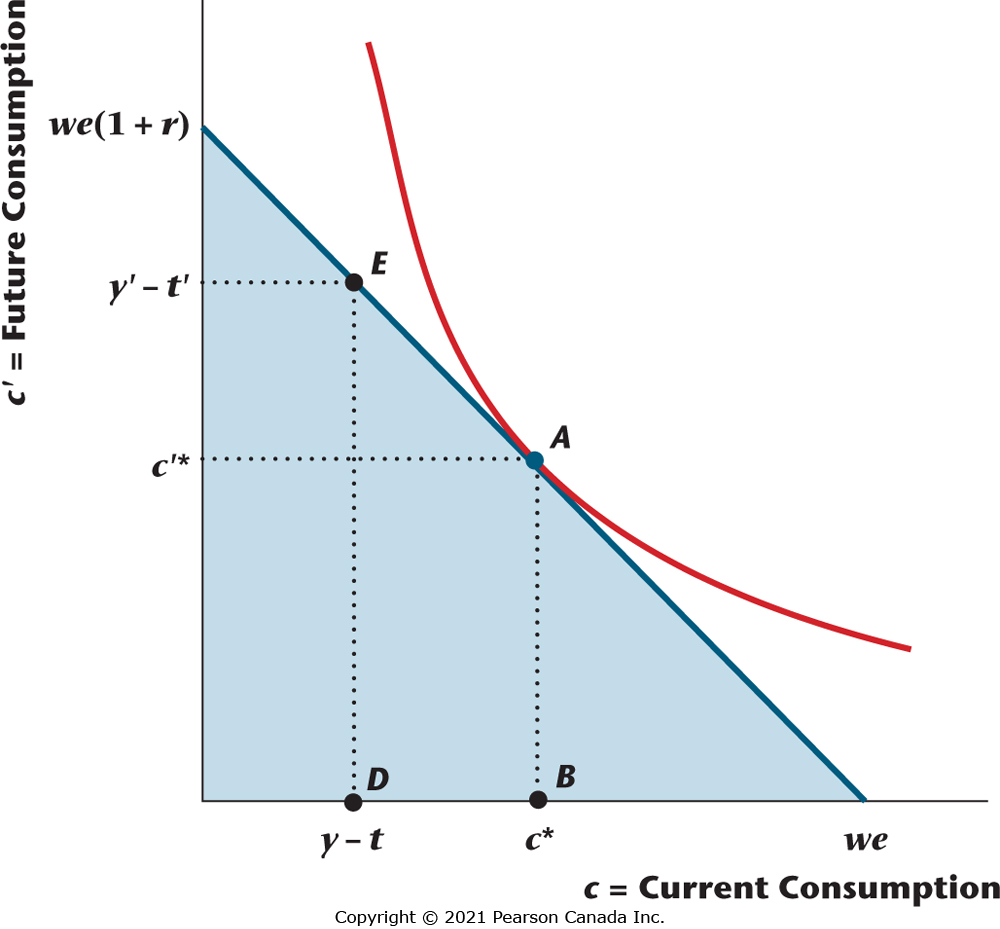 c′ = Future Consumption
we(1 + r)
E
y′ – t′
A
c′*
D
B
y – t
c*
we
c = Current Consumption
Copyright © 2021 Pearson Canada Inc.